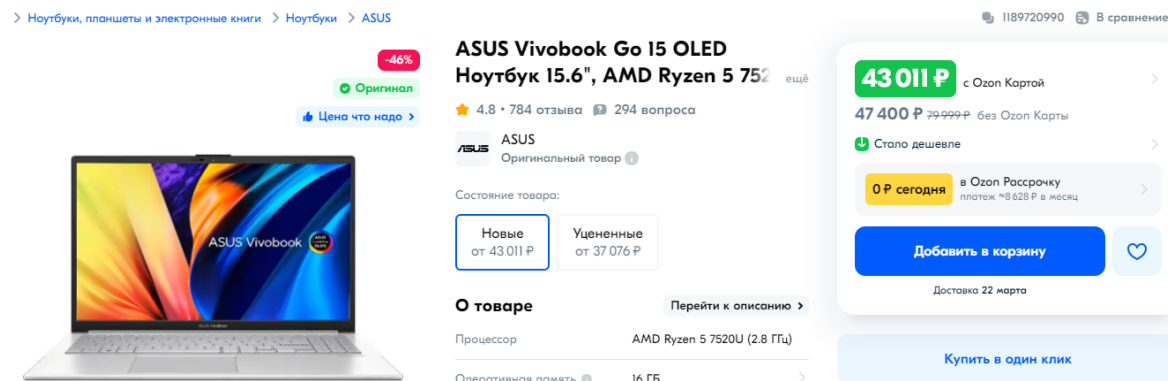 Ноутбуки, планшеты и электронные книги > Ноутбуки > ASUS
1189720990 В сравнение
-46%
Оригинал
Цена что надо >
ASUS Vivobook
ASUS Vivobook Go 15 OLED
Ноутбук 15.6", AMD Ryzen 5 752 ещё
4.8 • 784 отзыва 294 вопроса
ASUS
ASUS
Оригинальный товар
Состояние товара:
Новые
от 43 011 ₽
Уцененные
от 37 076 ₽
О товаре
Перейти к описанию >
Процессор AMD Ryzen 5 7520U (2.8 ГГц)
Оперативная память 16 ГБ
43 011 ₽ с Ozon Картой
47 400 ₽ 79 999 ₽ без Ozon Карты
Стало дешевле
0 ₽ сегодня
в Ozon Рассрочку
платеж ≈8 628 ₽ в месяц
Добавить в корзину
Доставка 22 марта
Купить в один клик